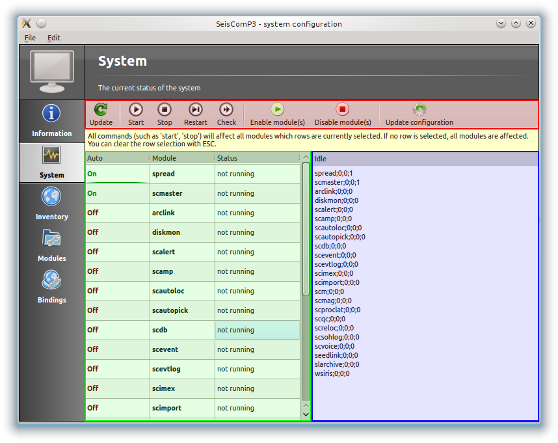 SeisComP3 - system configuration
File Edit
System
The current status of the system
Update Start Stop Restart Check Enable module(s) Disable module(s) Update configuration
All commands (such as 'start', 'stop') will affect all modules which rows are currently selected. If no row is selected, all modules are affected.
You can clear the row selection with ESC.
Information
System
Inventory
Modules
Bindings
Auto Module Status
On spread not running
On scmaster not running
Off arclink not running
Off diskmon not running
Off scalert not running
Off scamp not running
Off scautoloc not running
Off scautopick not running
Off scdb not running
Off scevent not running
Off scevtlog not running
Off scimex not running
Off scimport not running
Idle
spread;0;0;1
scmaster;0;0;1
arclink;0;0;0
diskmon;0;0;0
scalert;0;0;0
scamp;0;0;0
scautoloc;0;0;0
scautopick;0;0;0
scdb;0;0;0
scevent;0;0;0
scevtlog;0;0;0
scimex;0;0;0
scimport;0;0;0
scm;0;0;0
scmag;0;0;0
scproclat;0;0;0
scqc;0;0;0
screloc;0;0;0
scsohlog;0;0;0
scvoice;0;0;0
seedlink;0;0;0
slarchive;0;0;0
wsiris;0;0;0